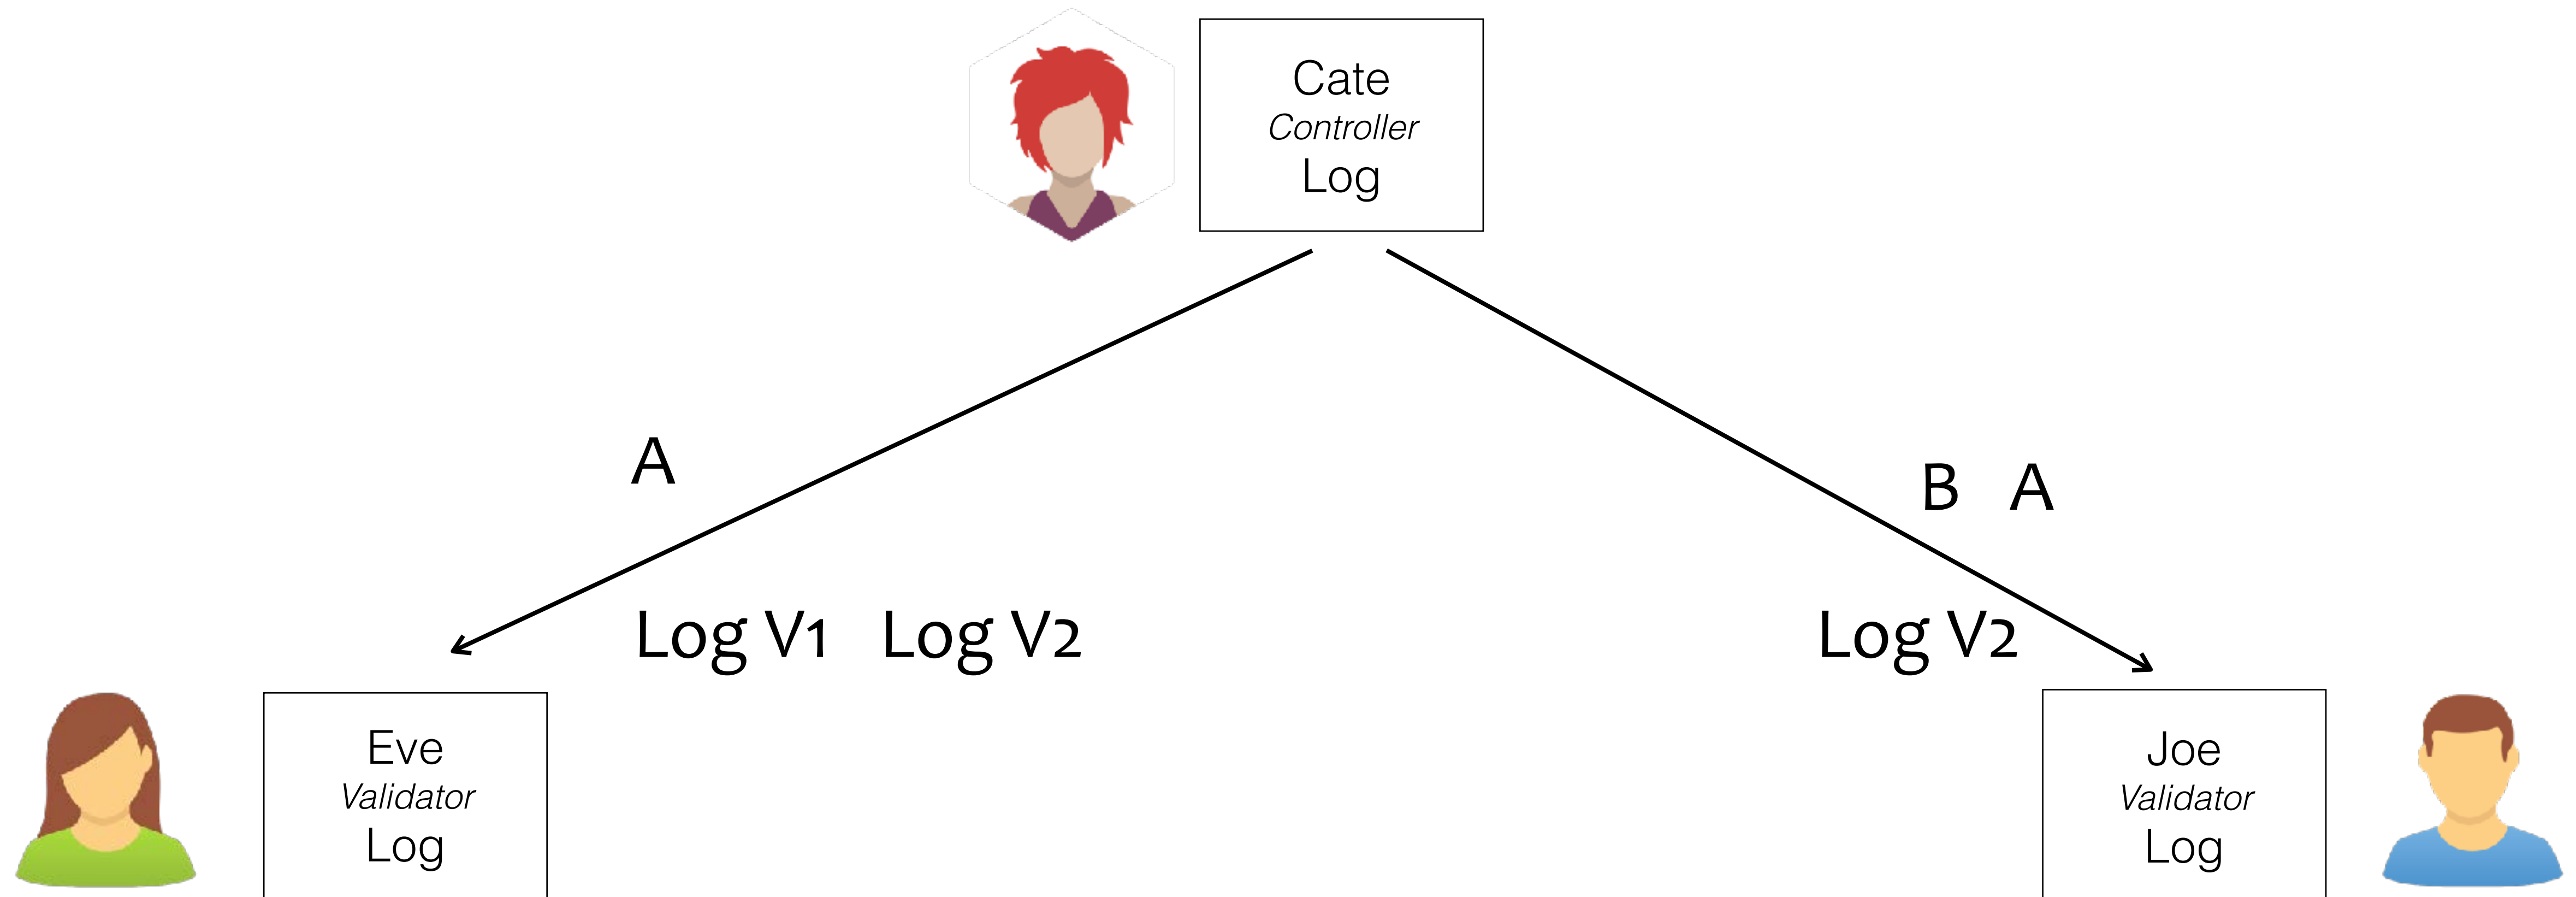 Cate
Controller
Log
A
B A
Log V1 Log V2
Log V2
Eve
Validator
Log
Joe
Validator
Log